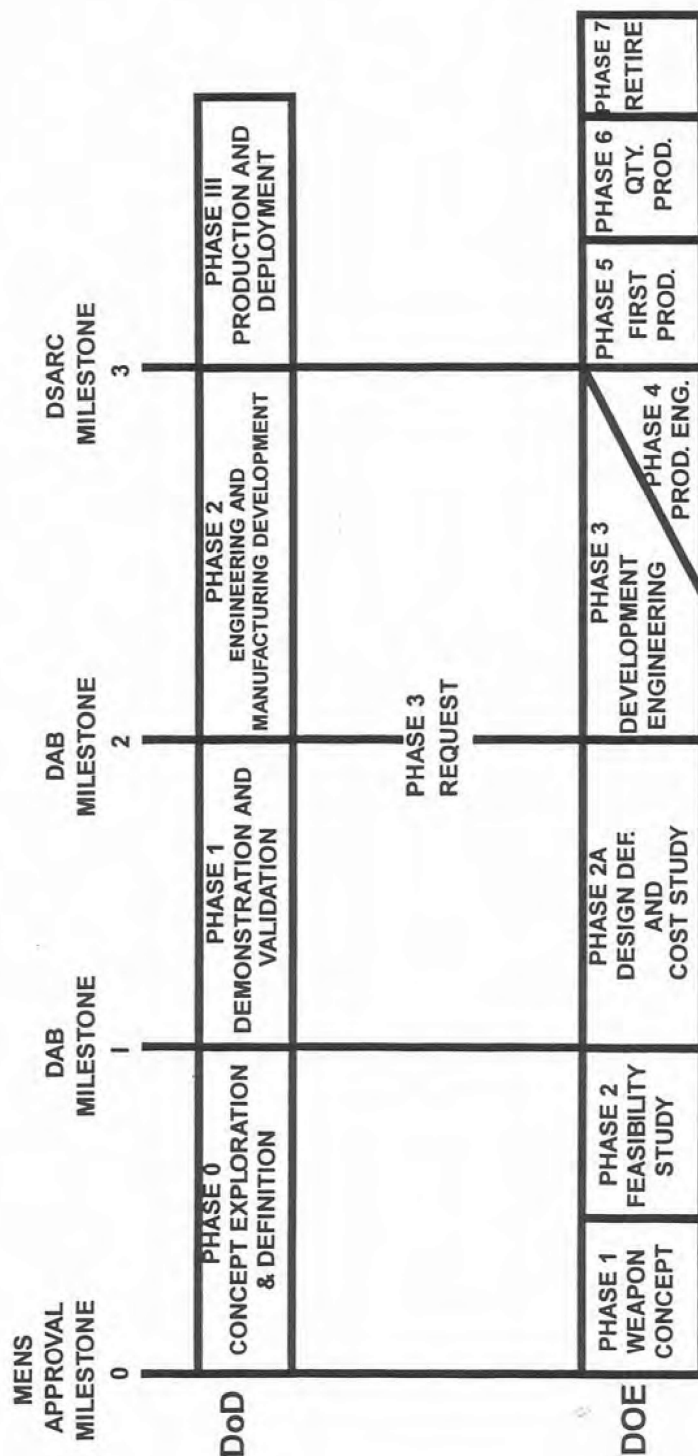 MENS
APPROVAL
MILESTONE
DAB
MILESTONE
DAB
MILESTONE
DSARC
MILESTONE
0
I
2
3
DoD
PHASE 0
CONCEPT EXPLORATION
& DEFINITION
PHASE 1
DEMONSTRATION AND
VALIDATION
PHASE 2
ENGINEERING AND
MANUFACTURING DEVELOPMENT
PHASE III
PRODUCTION AND
DEPLOYMENT
PHASE 3
REQUEST
DOE
PHASE 1
WEAPON
CONCEPT
PHASE 2
FEASIBILITY
STUDY
PHASE 2A
DESIGN DEF.
AND
COST STUDY
PHASE 3
DEVELOPMENT
ENGINEERING
PHASE 4
PROD. ENG.
PHASE 5
FIRST
PROD.
PHASE 6
QTY.
PROD.
PHASE 7
RETIRE